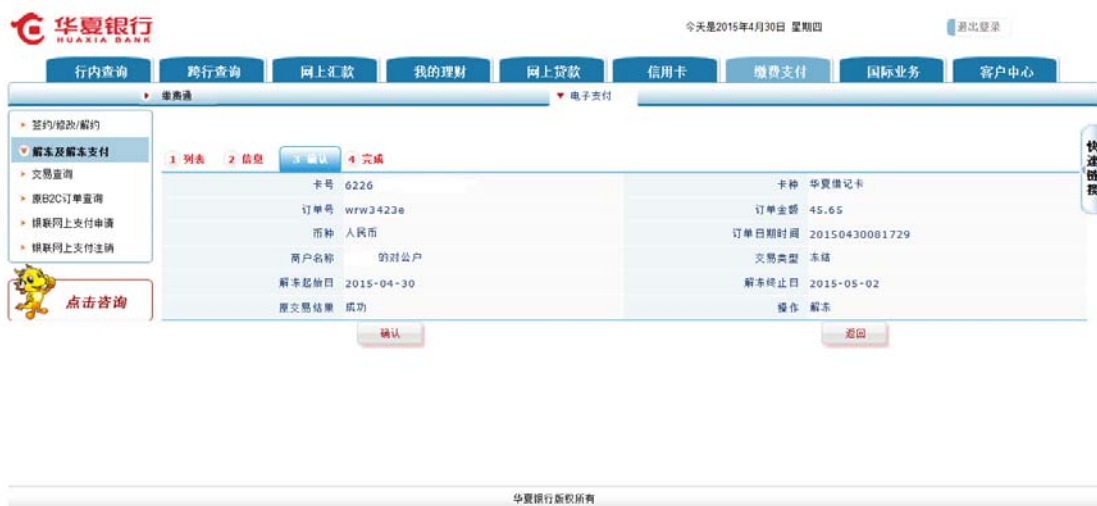 华夏银行
HUAXIA BANK
今天是2015年4月30日 星期四
退出登录
行内查询 跨行查询 网上汇款 我的理财 网上贷款 信用卡 缴费支付 国际业务 客户中心
缴费通 电子支付
签约/修改/解约
解冻及解冻支付
交易查询
原B2C订单查询
银联网上支付申请
银联网上支付注销
点击咨询
1 列表 2 信息 3 确认 4 完成
卡号 6226 卡种 华夏借记卡
订单号 wrw3423e 订单金额 45.65
币种 人民币 订单日期时间 20150430081729
商户名称 的对公户 交易类型 冻结
解冻起始日 2015-04-30 解冻终止日 2015-05-02
原交易结果 成功 操作 解冻
确认 返回
快速链接
华夏银行版权所有